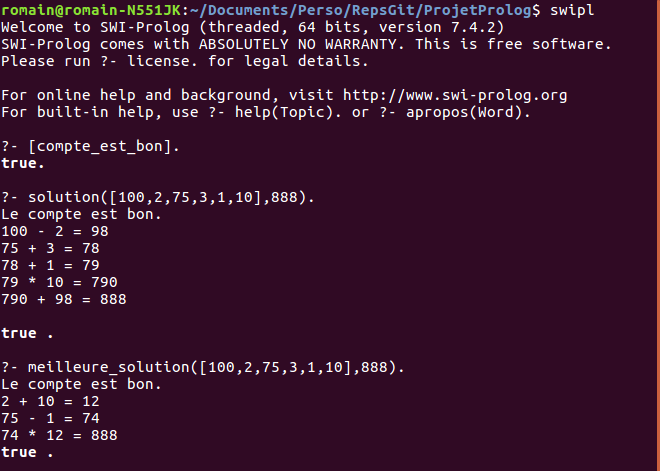 romain@romain-N551JK:~/Documents/Perso/RepsGit/ProjetProlog$ swipl
Welcome to SWI-Prolog (threaded, 64 bits, version 7.4.2)
SWI-Prolog comes with ABSOLUTELY NO WARRANTY. This is free software.
Please run ?- license. for legal details.
For online help and background, visit http://www.swi-prolog.org
For built-in help, use ?- help(Topic). or ?- apropos(Word).
?- [compte_est_bon].
true.
?- solution([100,2,75,3,1,10],888).
Le compte est bon.
100 - 2 = 98
75 + 3 = 78
78 + 1 = 79
79 * 10 = 790
790 + 98 = 888
true .
?- meilleure_solution([100,2,75,3,1,10],888).
Le compte est bon.
2 + 10 = 12
75 - 1 = 74
74 * 12 = 888
true .